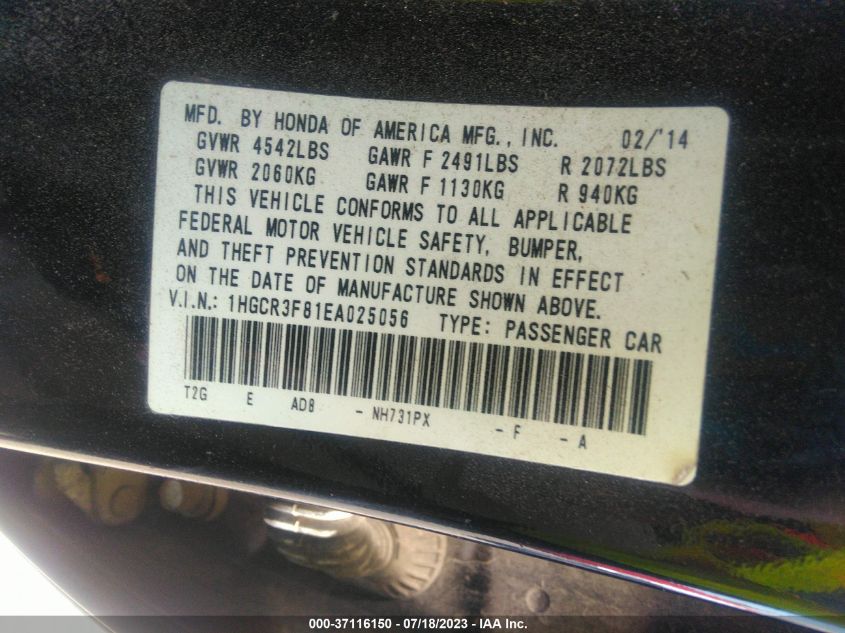 MFD. BY HONDA OF AMERICA MFG., INC. 02/'14
GVWR 4542LBS GAWR F 2491LBS R 2072LBS
GVWR 2060KG GAWR F 1130KG R 940KG
THIS VEHICLE CONFORMS TO ALL APPLICABLE
FEDERAL MOTOR VEHICLE SAFETY, BUMPER,
AND THEFT PREVENTION STANDARDS IN EFFECT
ON THE DATE OF MANUFACTURE SHOWN ABOVE.
V.I.N.: 1HGCR3F81EA025056 TYPE: PASSENGER CAR
T2G E AD8 - NH731PX - F - A
000-37116150 - 07/18/2023 - IAA Inc.